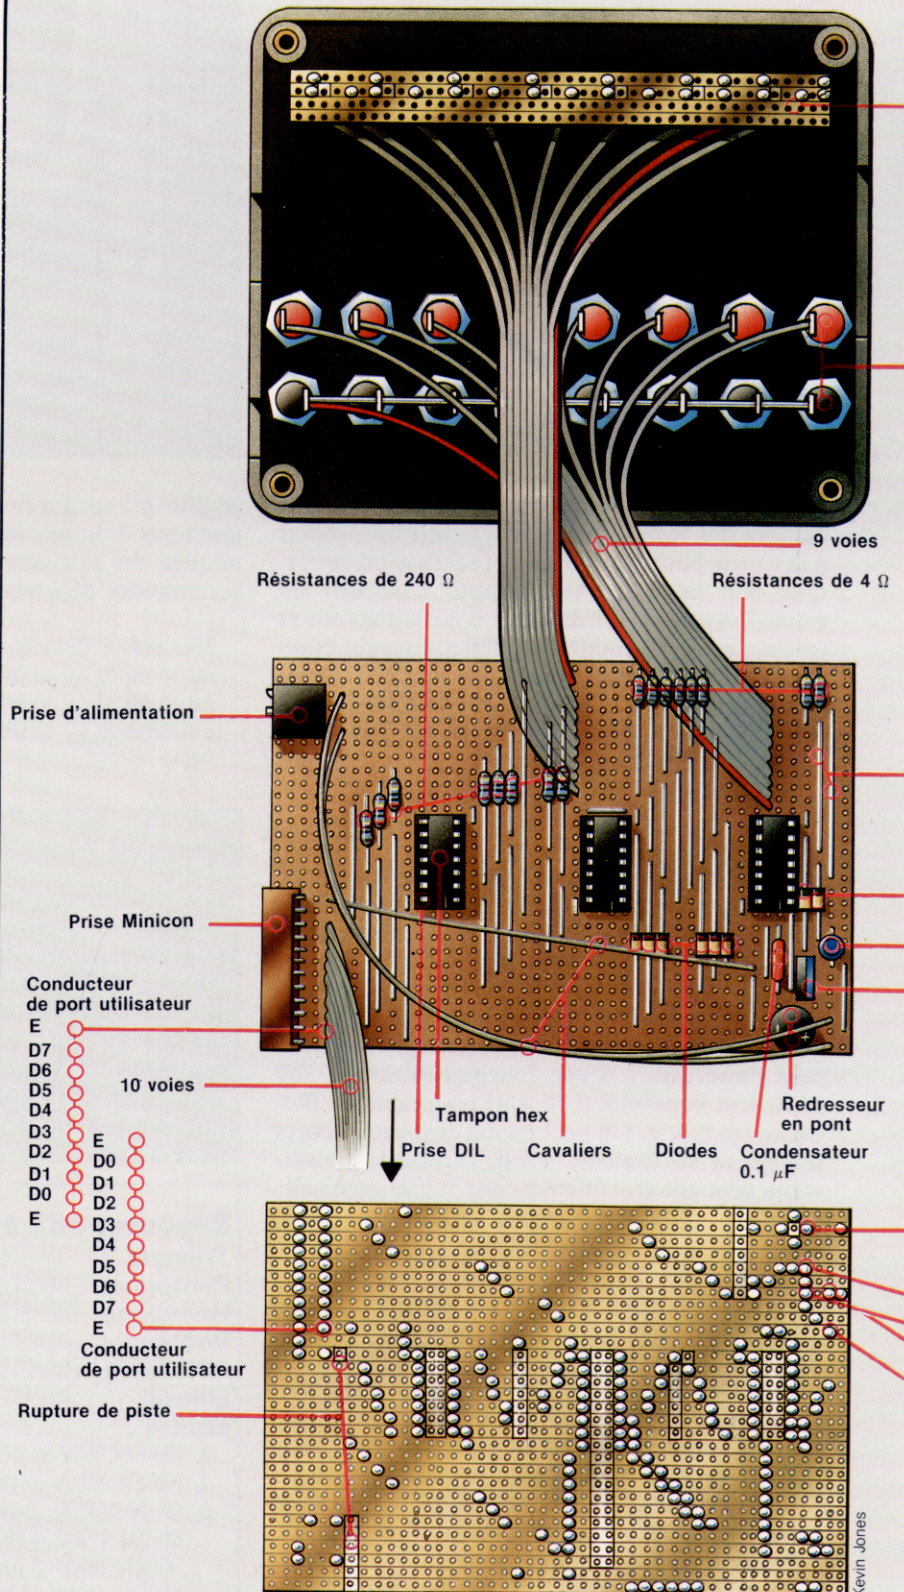 9 voies
Résistances de 240 Ω
Résistances de 4 Ω
Prise d'alimentation
Prise Minicon
Conducteur
de port utilisateur
E
D7
D6
D5
D4
D3
D2
D1
D0
E
10 voies
E
D0
D1
D2
D3
D4
D5
D6
D7
E
Conducteur
de port utilisateur
Tampon hex
Prise DIL
Cavaliers
Diodes
Redresseur
en pont
Condensateur
0.1 µF
Rupture de piste
Kevin Jones